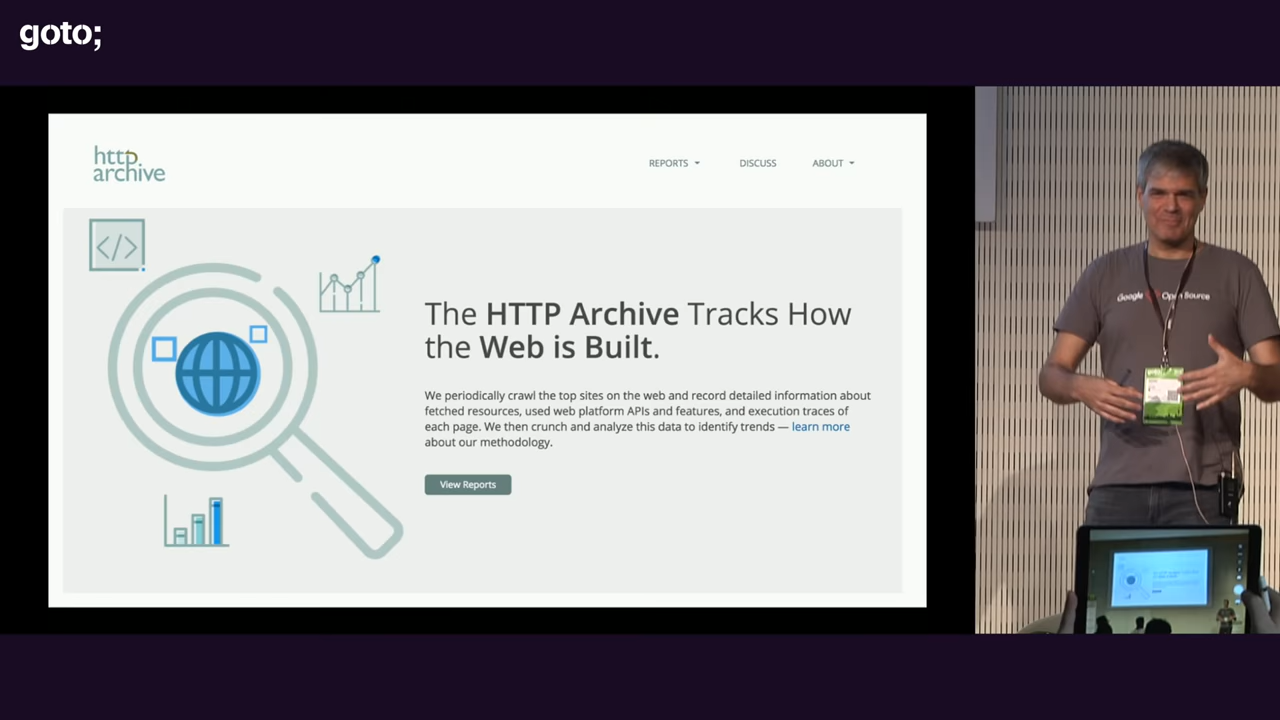 goto;
http
archive
REPORTS
DISCUSS
ABOUT
</>
The HTTP Archive Tracks How
the Web is Built.
We periodically crawl the top sites on the web and record detailed information about
fetched resources, used web platform APIs and features, and execution traces of
each page. We then crunch and analyze this data to identify trends — learn more
about our methodology.
View Reports
Google Open Source
goto;